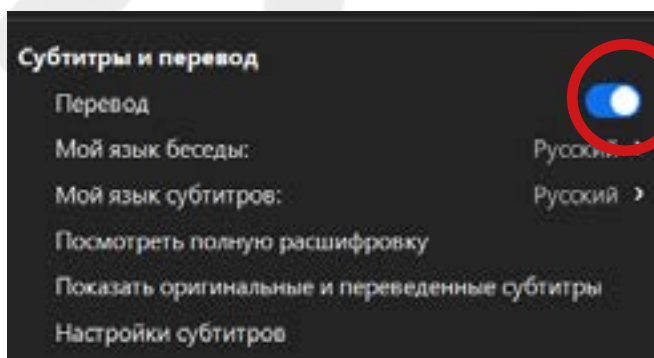 Субтитры и перевод
Перевод
Мой язык беседы: Русский
Мой язык субтитров: Русский
Посмотреть полную расшифровку
Показать оригинальные и переведенные субтитры
Настройки субтитров